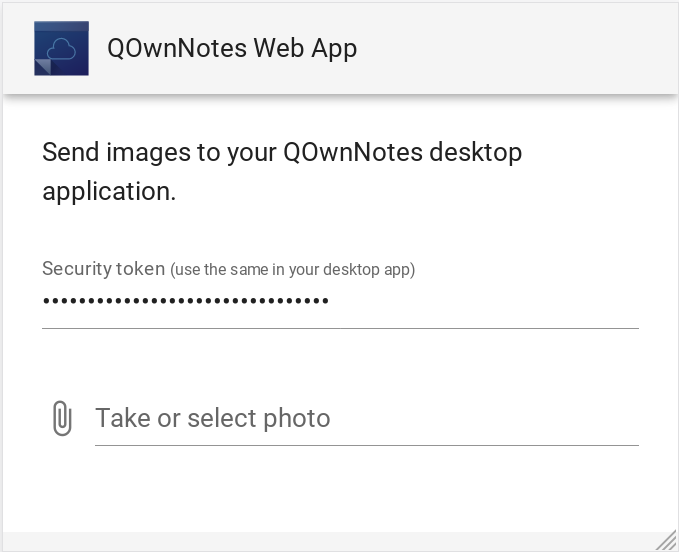 QOwnNotes Web App
Send images to your QOwnNotes desktop
application.
Security token (use the same in your desktop app)
••••••••••••••••••••••••••••••••
Take or select photo